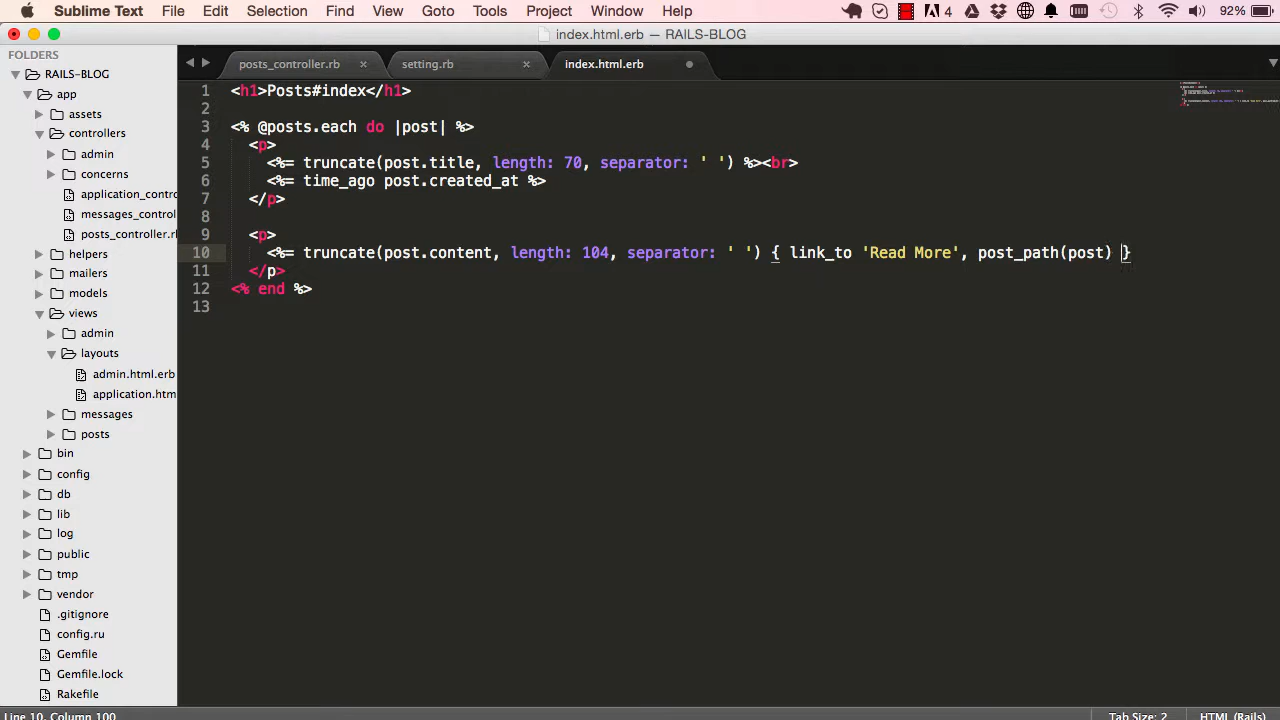 Sublime Text File Edit Selection Find View Goto Tools Project Window Help 4 92%
index.html.erb — RAILS-BLOG
FOLDERS
RAILS-BLOG
app
assets
controllers
admin
concerns
application_contro
messages_control
posts_controller.rl
helpers
mailers
models
views
admin
layouts
admin.html.erb
application.htm
messages
posts
bin
config
db
lib
log
public
tmp
vendor
.gitignore
config.ru
Gemfile
Gemfile.lock
Rakefile
posts_controller.rb × setting.rb × index.html.erb
1 <h1>Posts#index</h1>
2
3 <% @posts.each do |post| %>
4 <p>
5 <%= truncate(post.title, length: 70, separator: ' ') %><br>
6 <%= time_ago post.created_at %>
7 </p>
8
9 <p>
10 <%= truncate(post.content, length: 104, separator: ' ') { link_to 'Read More', post_path(post) }
11 </p>
12 <% end %>
13
Line 10, Column 100 Tab Size: 2 HTML (Rails)